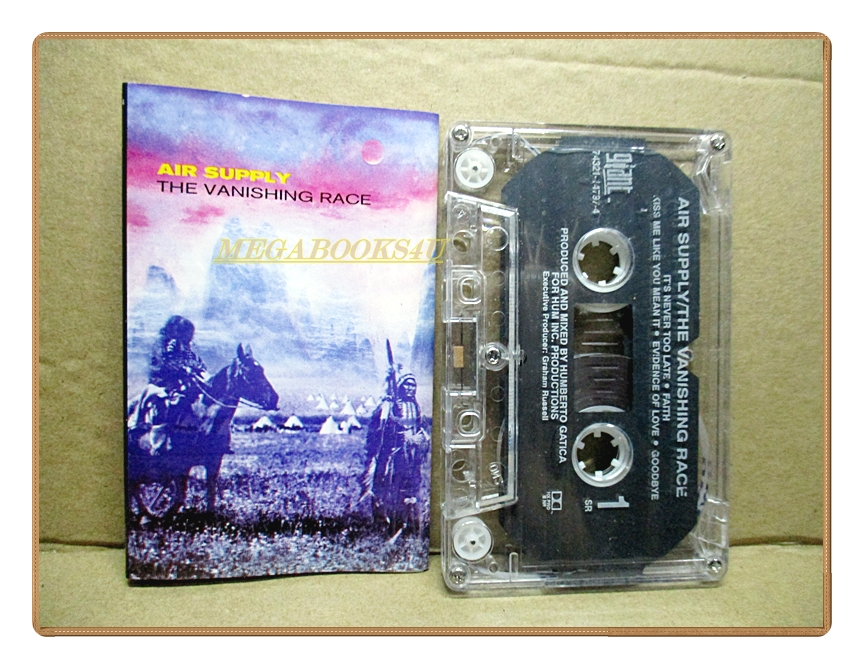 AIR SUPPLY
THE VANISHING RACE
MEGABOOKS4U
giant
AIR SUPPLY/THE VANISHING RACE
IT'S NEVER TOO LATE • FAITH
KISS ME LIKE YOU MEAN IT • EVIDENCE OF LOVE • GOODBYE
PRODUCED AND MIXED BY HUMBERTO GATICA
FOR HUM INC. PRODUCTIONS
Executive Producer: Graham Russell
1
SR